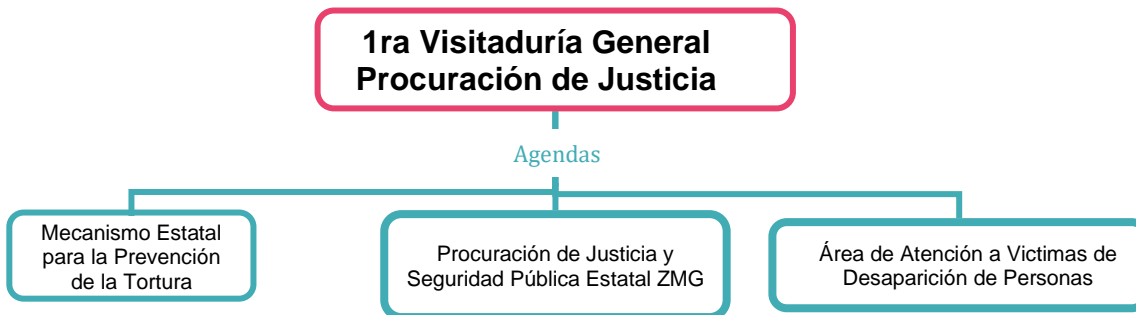 1ra Visitaduría General
Procuración de Justicia
Agendas
Mecanismo Estatal
para la Prevención
de la Tortura
Procuración de Justicia y
Seguridad Pública Estatal ZMG
Área de Atención a Victimas de
Desaparición de Personas